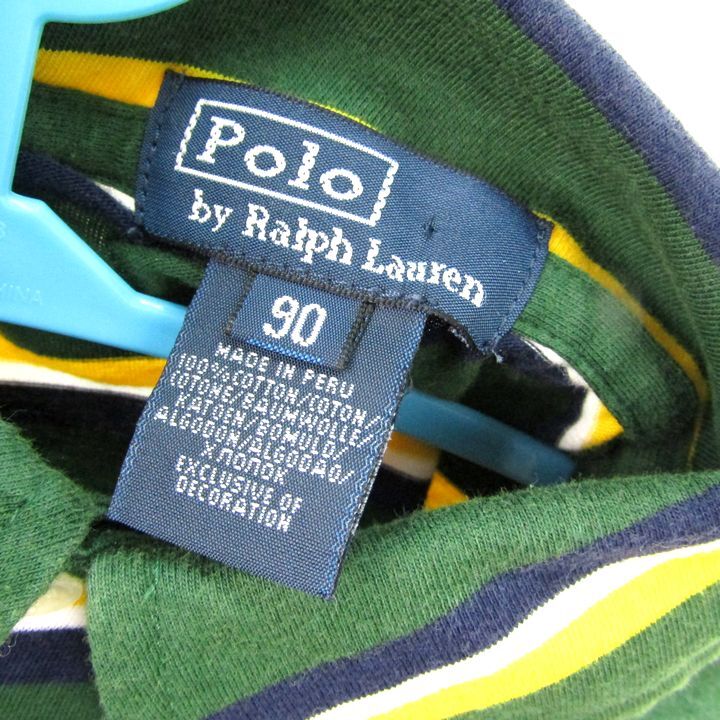 Polo
by Ralph Lauren
90
MADE IN PERU
100% COTTON/COTON/
COTONE/BAUMWOLLE/
KATOEN/BOMULD/
ALGODON/ALGODAO/
ΧΛΟΠΟΚ
EXCLUSIVE OF
DECORATION